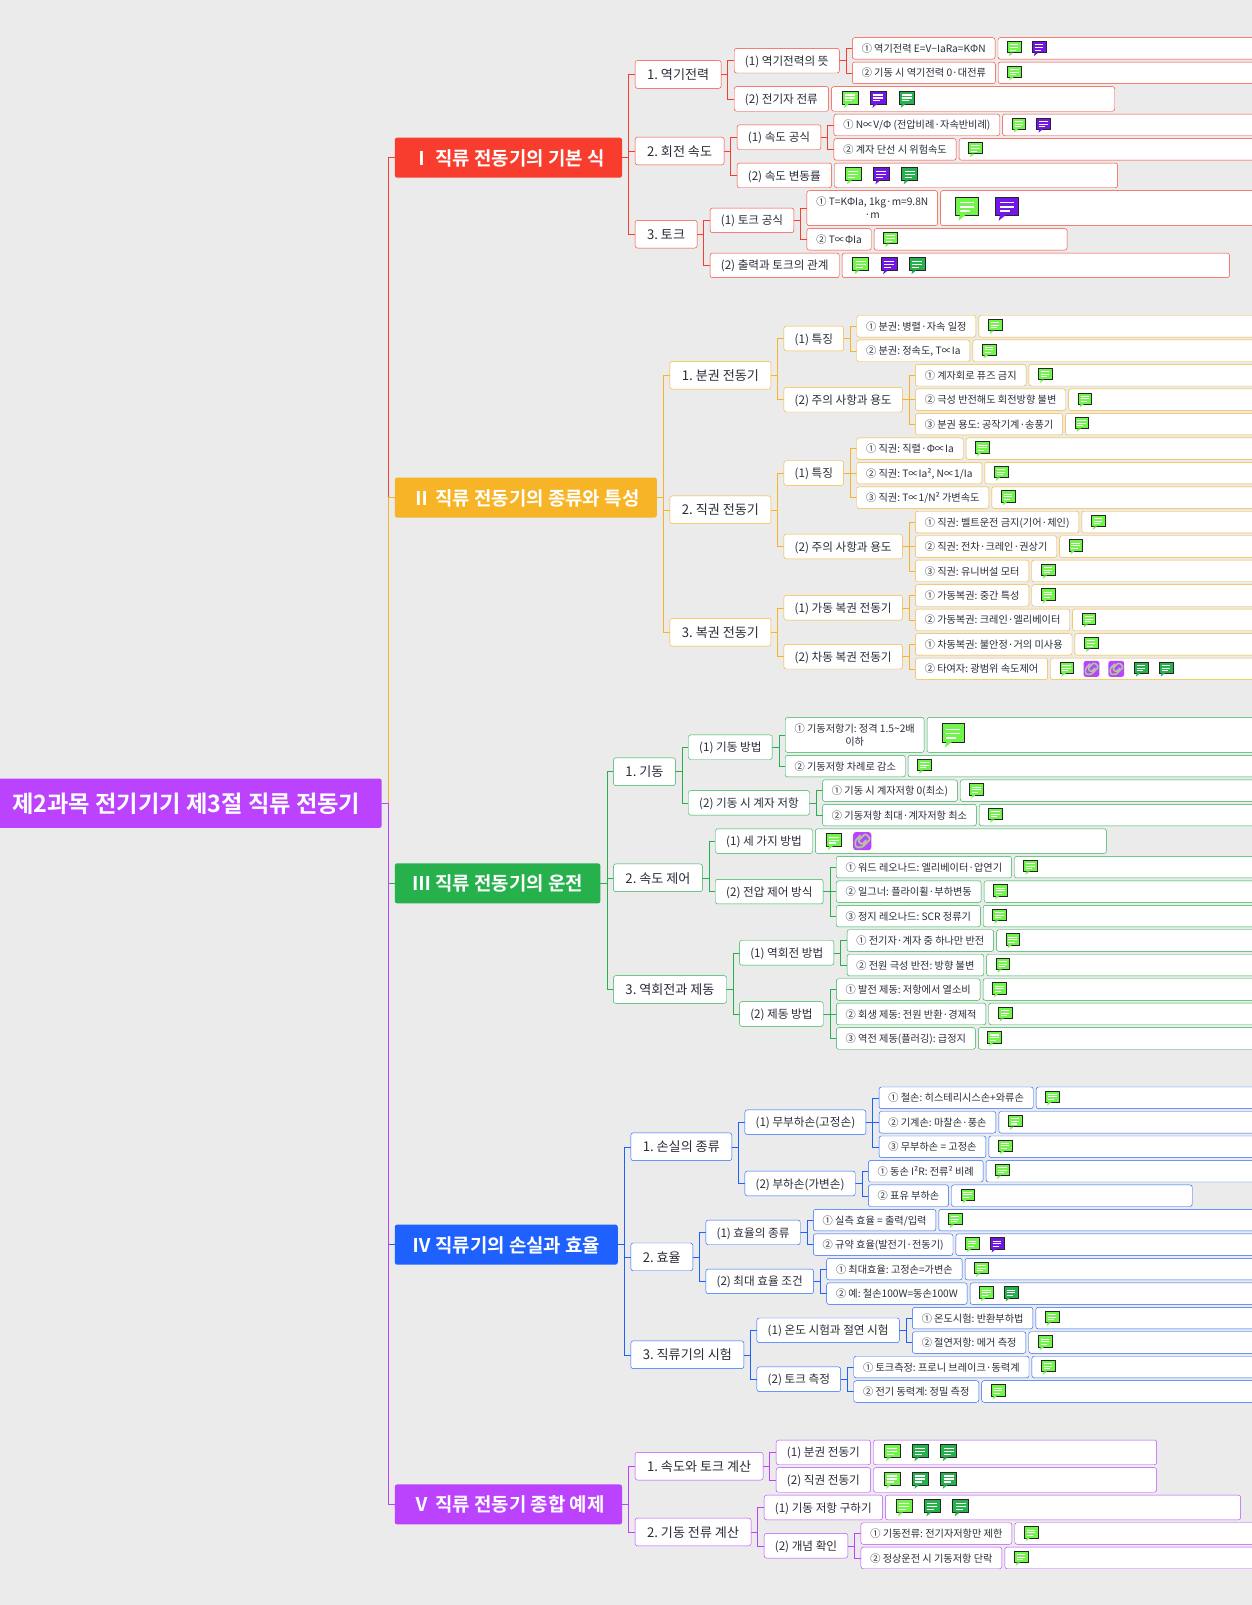 제2과목 전기기기 제3절 직류 전동기
I 직류 전동기의 기본 식
1. 역기전력
(1) 역기전력의 뜻
① 역기전력 E=V−IaRa=KΦN
② 기동 시 역기전력 0·대전류
(2) 전기자 전류
2. 회전 속도
(1) 속도 공식
① N∝V/Φ (전압비례·자속반비례)
② 계자 단선 시 위험속도
(2) 속도 변동률
3. 토크
(1) 토크 공식
① T=KΦIa, 1kg·m=9.8N
·m
② T∝ΦIa
(2) 출력과 토크의 관계
II 직류 전동기의 종류와 특성
1. 분권 전동기
(1) 특징
① 분권: 병렬·자속 일정
② 분권: 정속도, T∝Ia
(2) 주의 사항과 용도
① 계자회로 퓨즈 금지
② 극성 반전해도 회전방향 불변
③ 분권 용도: 공작기계·송풍기
2. 직권 전동기
(1) 특징
① 직권: 직렬·Φ∝Ia
② 직권: T∝Ia², N∝1/Ia
③ 직권: T∝1/N² 가변속도
(2) 주의 사항과 용도
① 직권: 벨트운전 금지(기어·체인)
② 직권: 전차·크레인·권상기
③ 직권: 유니버설 모터
3. 복권 전동기
(1) 가동 복권 전동기
① 가동복권: 중간 특성
② 가동복권: 크레인·엘리베이터
(2) 차동 복권 전동기
① 차동복권: 불안정·거의 미사용
② 타여자: 광범위 속도제어
III 직류 전동기의 운전
1. 기동
(1) 기동 방법
① 기동저항기: 정격 1.5~2배
이하
② 기동저항 차례로 감소
(2) 기동 시 계자 저항
① 기동 시 계자저항 0(최소)
② 기동저항 최대·계자저항 최소
2. 속도 제어
(1) 세 가지 방법
(2) 전압 제어 방식
① 워드 레오나드: 엘리베이터·압연기
② 일그너: 플라이휠·부하변동
③ 정지 레오나드: SCR 정류기
3. 역회전과 제동
(1) 역회전 방법
① 전기자·계자 중 하나만 반전
② 전원 극성 반전: 방향 불변
(2) 제동 방법
① 발전 제동: 저항에서 열소비
② 회생 제동: 전원 반환·경제적
③ 역전 제동(플러깅): 급정지
IV 직류기의 손실과 효율
1. 손실의 종류
(1) 무부하손(고정손)
① 철손: 히스테리시스손+와류손
② 기계손: 마찰손·풍손
③ 무부하손 = 고정손
(2) 부하손(가변손)
① 동손 I²R: 전류² 비례
② 표유 부하손
2. 효율
(1) 효율의 종류
① 실측 효율 = 출력/입력
② 규약 효율(발전기·전동기)
(2) 최대 효율 조건
① 최대효율: 고정손=가변손
② 예: 철손100W=동손100W
3. 직류기의 시험
(1) 온도 시험과 절연 시험
① 온도시험: 반환부하법
② 절연저항: 메거 측정
(2) 토크 측정
① 토크측정: 프로니 브레이크·동력계
② 전기 동력계: 정밀 측정
V 직류 전동기 종합 예제
1. 속도와 토크 계산
(1) 분권 전동기
(2) 직권 전동기
2. 기동 전류 계산
(1) 기동 저항 구하기
(2) 개념 확인
① 기동전류: 전기자저항만 제한
② 정상운전 시 기동저항 단락